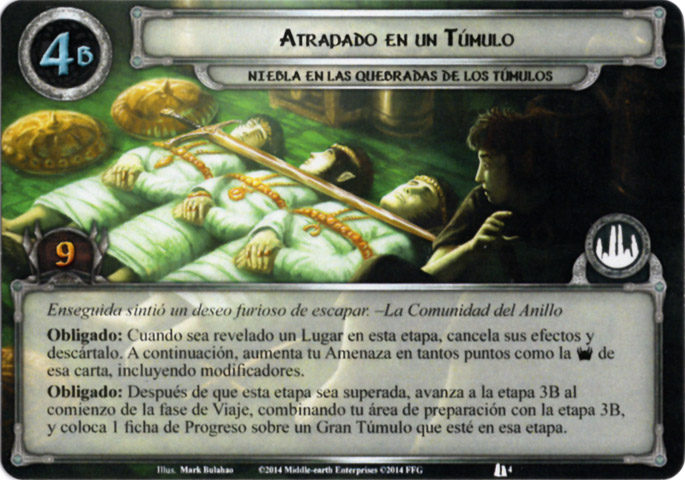 4B
ATRAPADO EN UN TÚMULO
NIEBLA EN LAS QUEBRADAS DE LOS TÚMULOS
9
Enseguida sintió un deseo furioso de escapar. –La Comunidad del Anillo
Obligado: Cuando sea revelado un Lugar en esta etapa, cancela sus efectos y
descártalo. A continuación, aumenta tu Amenaza en tantos puntos como la de
esa carta, incluyendo modificadores.
Obligado: Después de que esta etapa sea superada, avanza a la etapa 3B al
comienzo de la fase de Viaje, combinando tu área de preparación con la etapa 3B,
y coloca 1 ficha de Progreso sobre un Gran Túmulo que esté en esa etapa.
Illus. Mark Bulahao ©2014 Middle-earth Enterprises ©2014 FFG 4